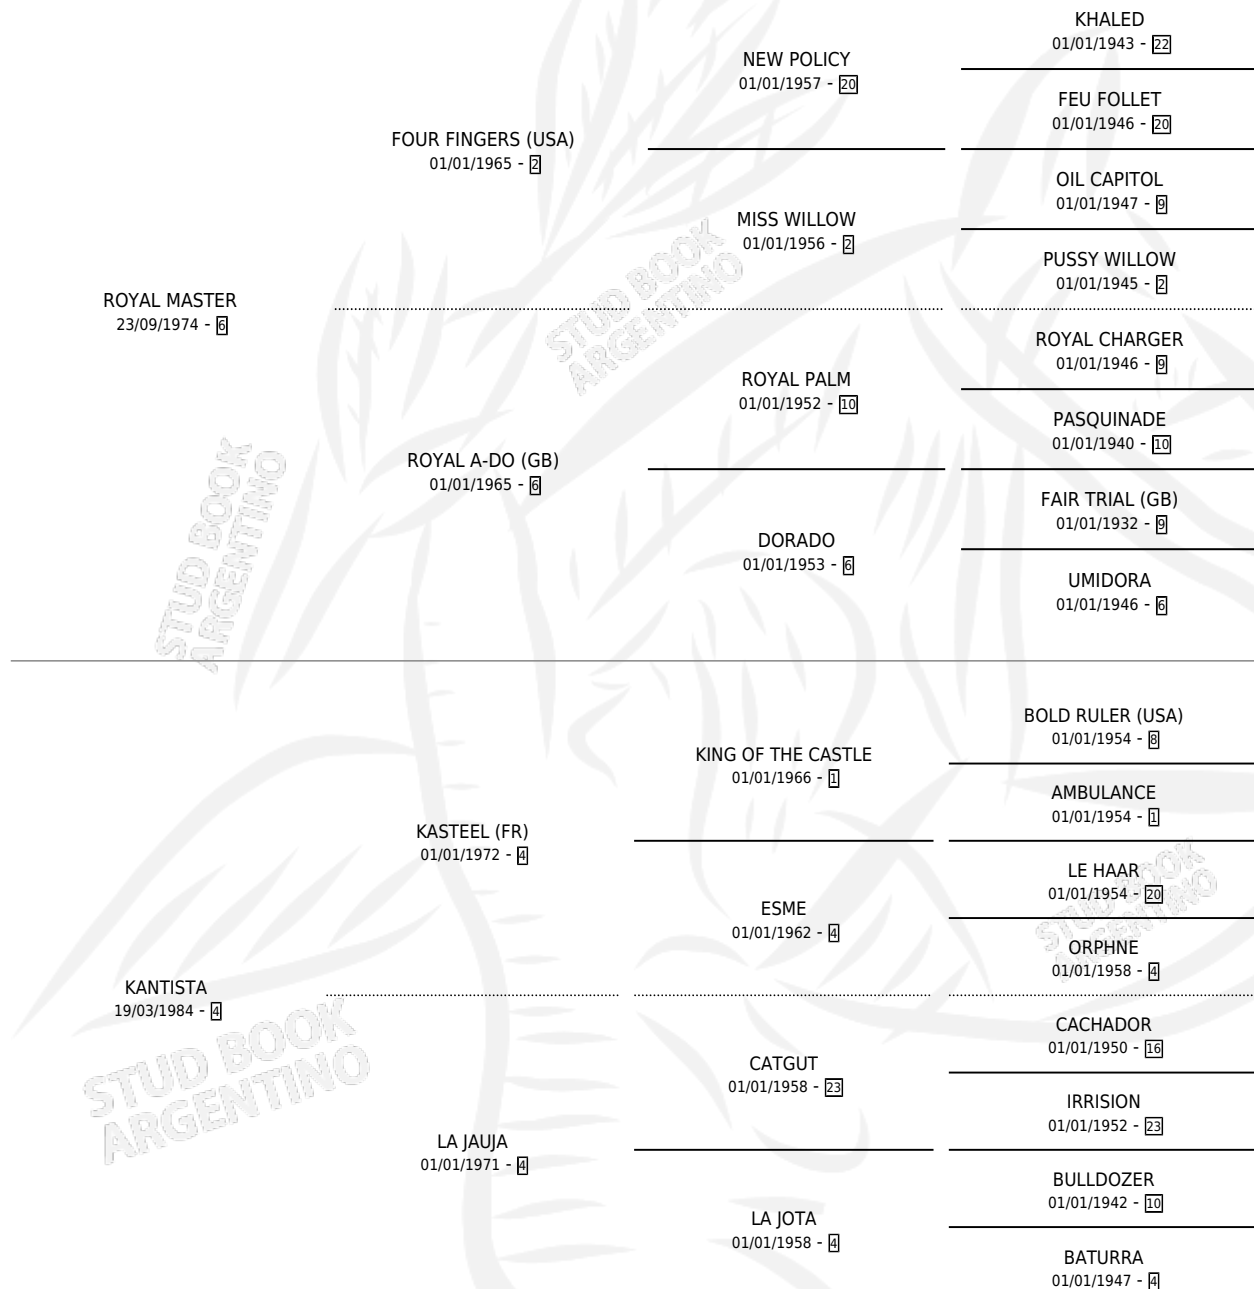 KHALED
01/01/1943 - 22
NEW POLICY
01/01/1957 - 20
FEU FOLLET
01/01/1946 - 20
FOUR FINGERS (USA)
01/01/1965 - 2
OIL CAPITOL
01/01/1947 - 9
MISS WILLOW
01/01/1956 - 2
PUSSY WILLOW
01/01/1945 - 2
ROYAL MASTER
23/09/1974 - 6
ROYAL CHARGER
01/01/1946 - 9
ROYAL PALM
01/01/1952 - 10
PASQUINADE
01/01/1940 - 10
ROYAL A-DO (GB)
01/01/1965 - 6
FAIR TRIAL (GB)
01/01/1932 - 9
DORADO
01/01/1953 - 6
UMIDORA
01/01/1946 - 6
STUD BOOK
ARGENTINO
STUD BOOK
ARGENTINO
BOLD RULER (USA)
01/01/1954 - 8
KING OF THE CASTLE
01/01/1966 - 1
AMBULANCE
01/01/1954 - 1
KASTEEL (FR)
01/01/1972 - 4
LE HAAR
01/01/1954 - 20
ESME
01/01/1962 - 4
ORPHNE
01/01/1958 - 4
KANTISTA
19/03/1984 - 4
CACHADOR
01/01/1950 - 16
CATGUT
01/01/1958 - 23
IRRISION
01/01/1952 - 23
LA JAUJA
01/01/1971 - 4
BULLDOZER
01/01/1942 - 10
LA JOTA
01/01/1958 - 4
BATURRA
01/01/1947 - 4
STUD BOOK
ARGENTINO
STUD BOOK
ARGENTINO